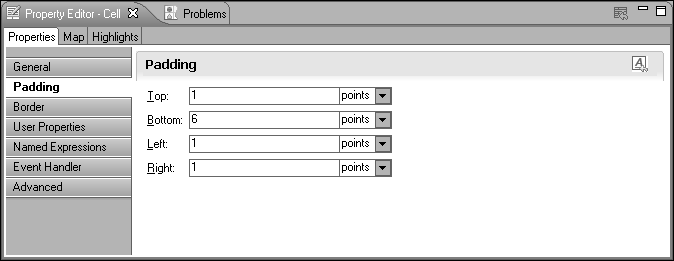 Property Editor - Cell Problems
Properties Map Highlights
General
Padding
Border
User Properties
Named Expressions
Event Handler
Advanced
Padding
Top: 1 points
Bottom: 6 points
Left: 1 points
Right: 1 points